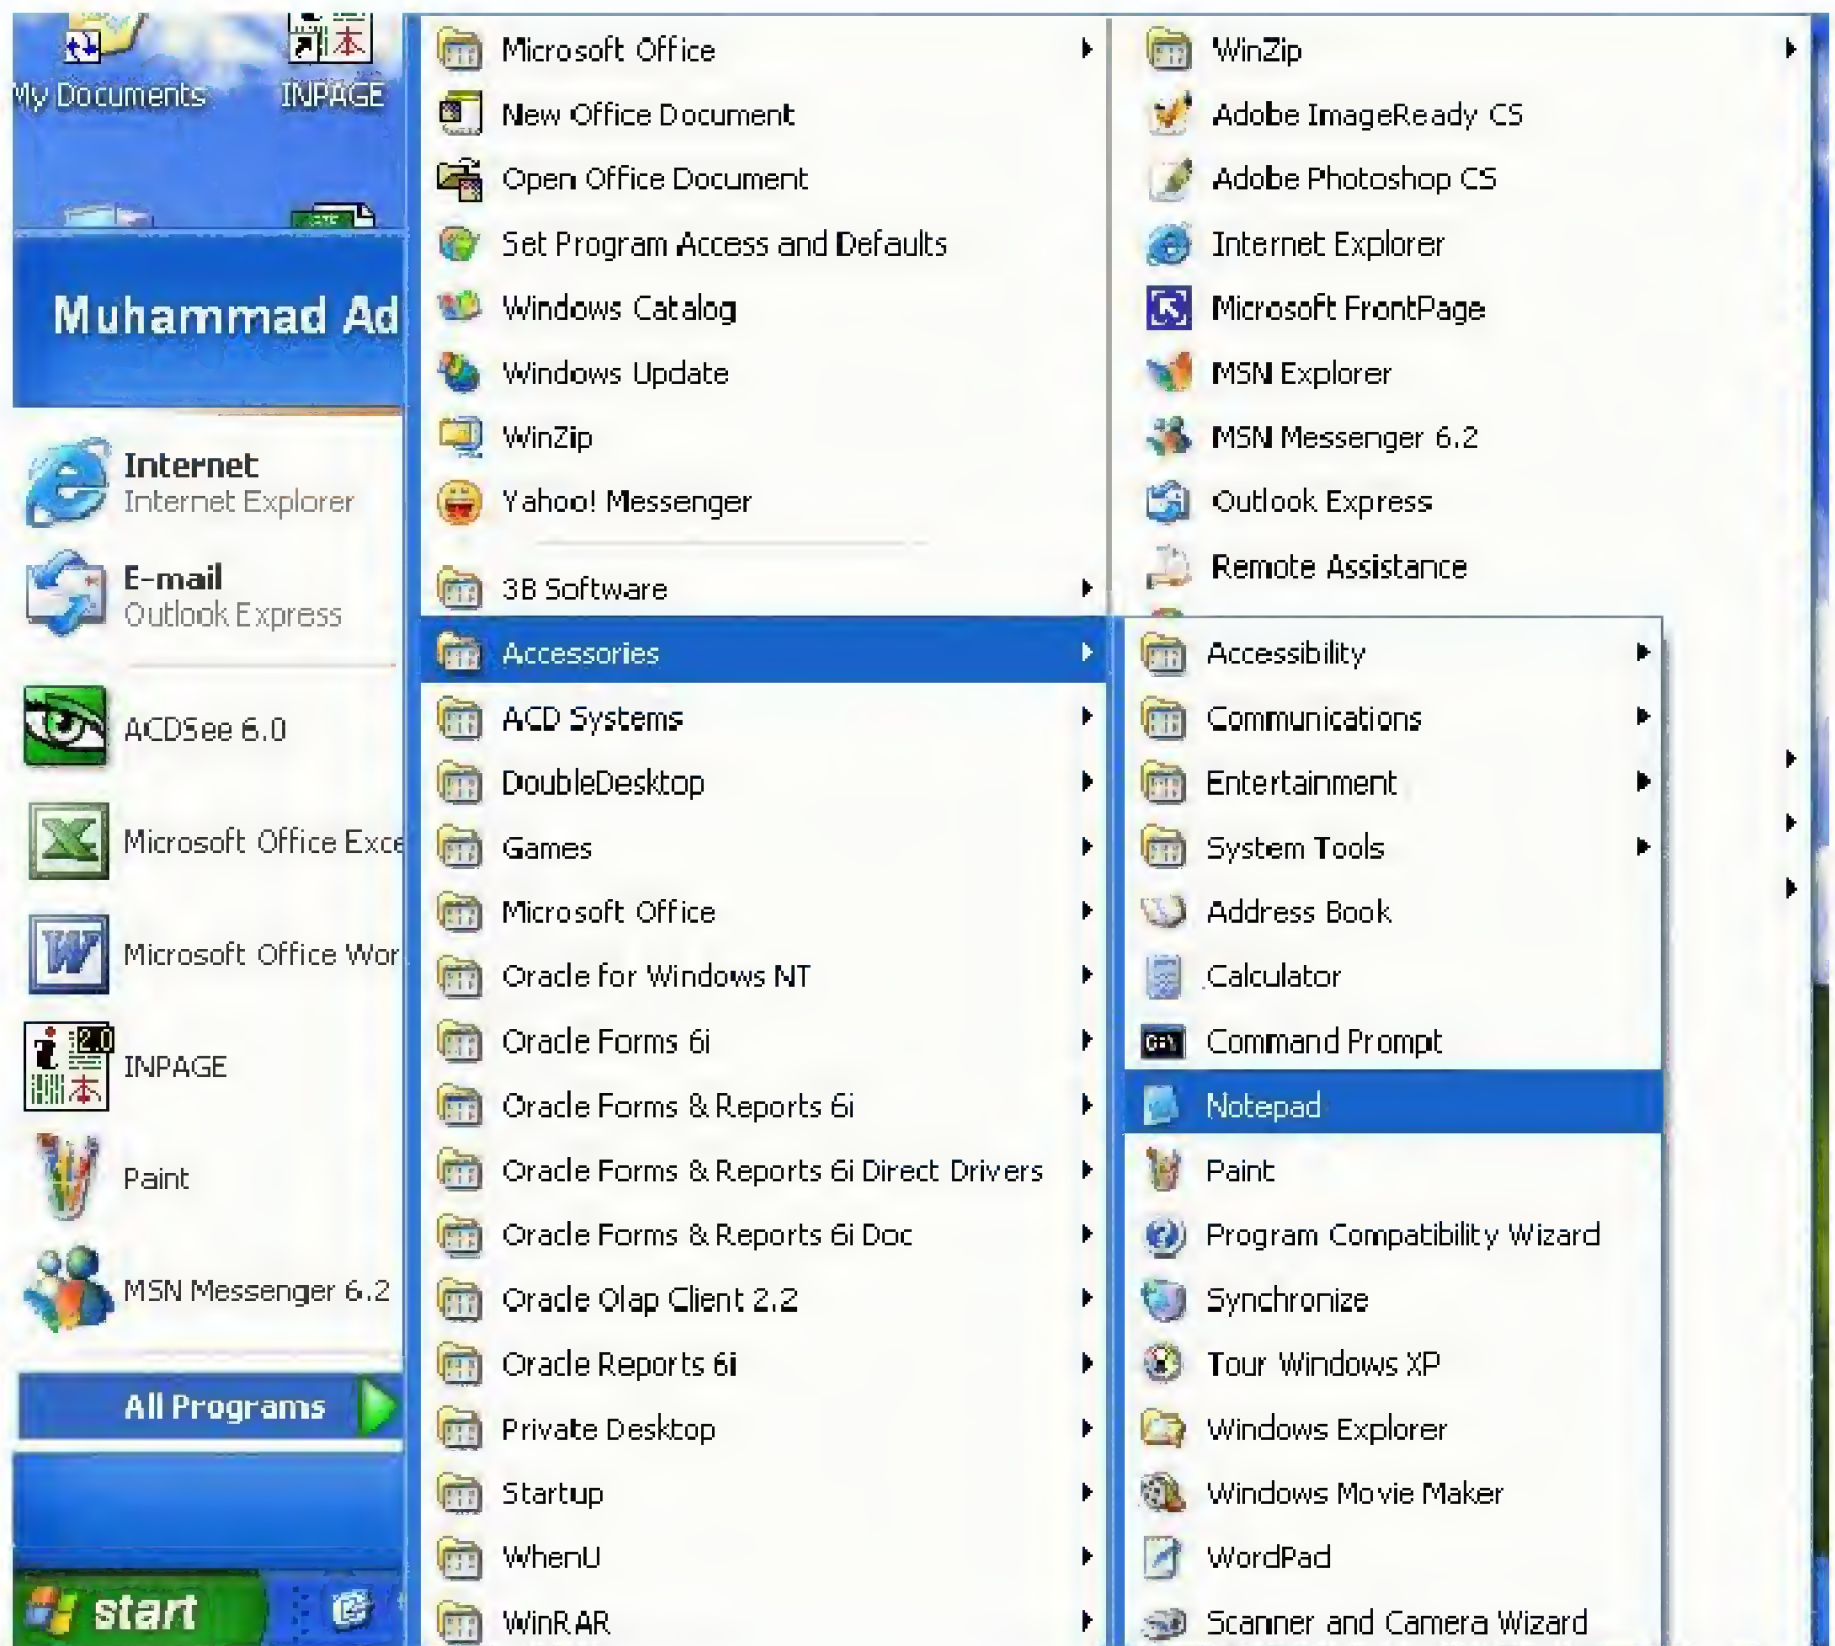 My Documents
INPAGE
Muhammad Ad
Internet
Internet Explorer
E-mail
Outlook Express
ACDSee 6.0
Microsoft Office Exce
Microsoft Office Wor
2.0
INPAGE
Paint
MSN Messenger 6.2
All Programs
start
Microsoft Office
New Office Document
Open Office Document
Set Program Access and Defaults
Windows Catalog
Windows Update
WinZip
Yahoo! Messenger
3B Software
Accessories
ACD Systems
DoubleDesktop
Games
Microsoft Office
Oracle for Windows NT
Oracle Forms 6i
Oracle Forms & Reports 6i
Oracle Forms & Reports 6i Direct Drivers
Oracle Forms & Reports 6i Doc
Oracle Olap Client 2.2
Oracle Reports 6i
Private Desktop
Startup
WhenU
WinRAR
WinZip
Adobe ImageReady CS
Adobe Photoshop CS
Internet Explorer
Microsoft FrontPage
MSN Explorer
MSN Messenger 6.2
Outlook Express
Remote Assistance
Accessibility
Communications
Entertainment
System Tools
Address Book
Calculator
Command Prompt
Notepad
Paint
Program Compatibility Wizard
Synchronize
Tour Windows XP
Windows Explorer
Windows Movie Maker
WordPad
Scanner and Camera Wizard